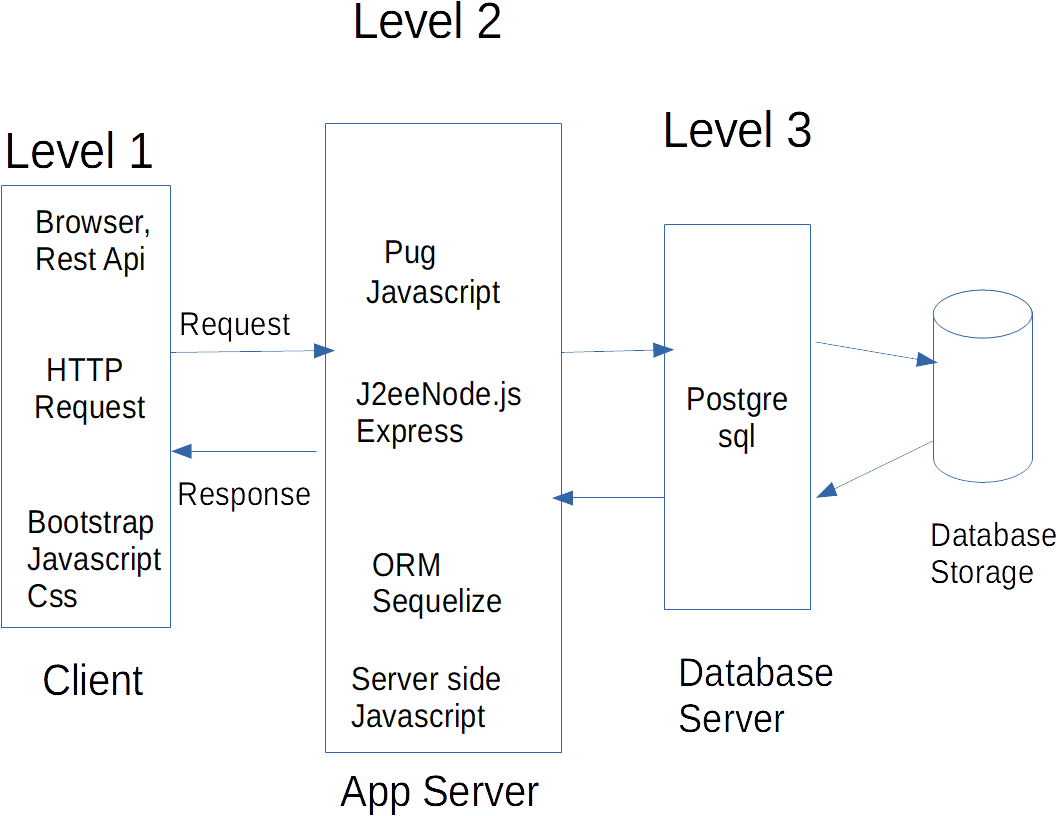 Level 2
Level 1
Level 3
Browser,
Rest Api
HTTP
Request
Bootstrap
Javascript
Css
Client
Request
Response
Pug
Javascript
J2eeNode.js
Express
ORM
Sequelize
Server side
Javascript
App Server
Postgre
sql
Database
Server
Database
Storage